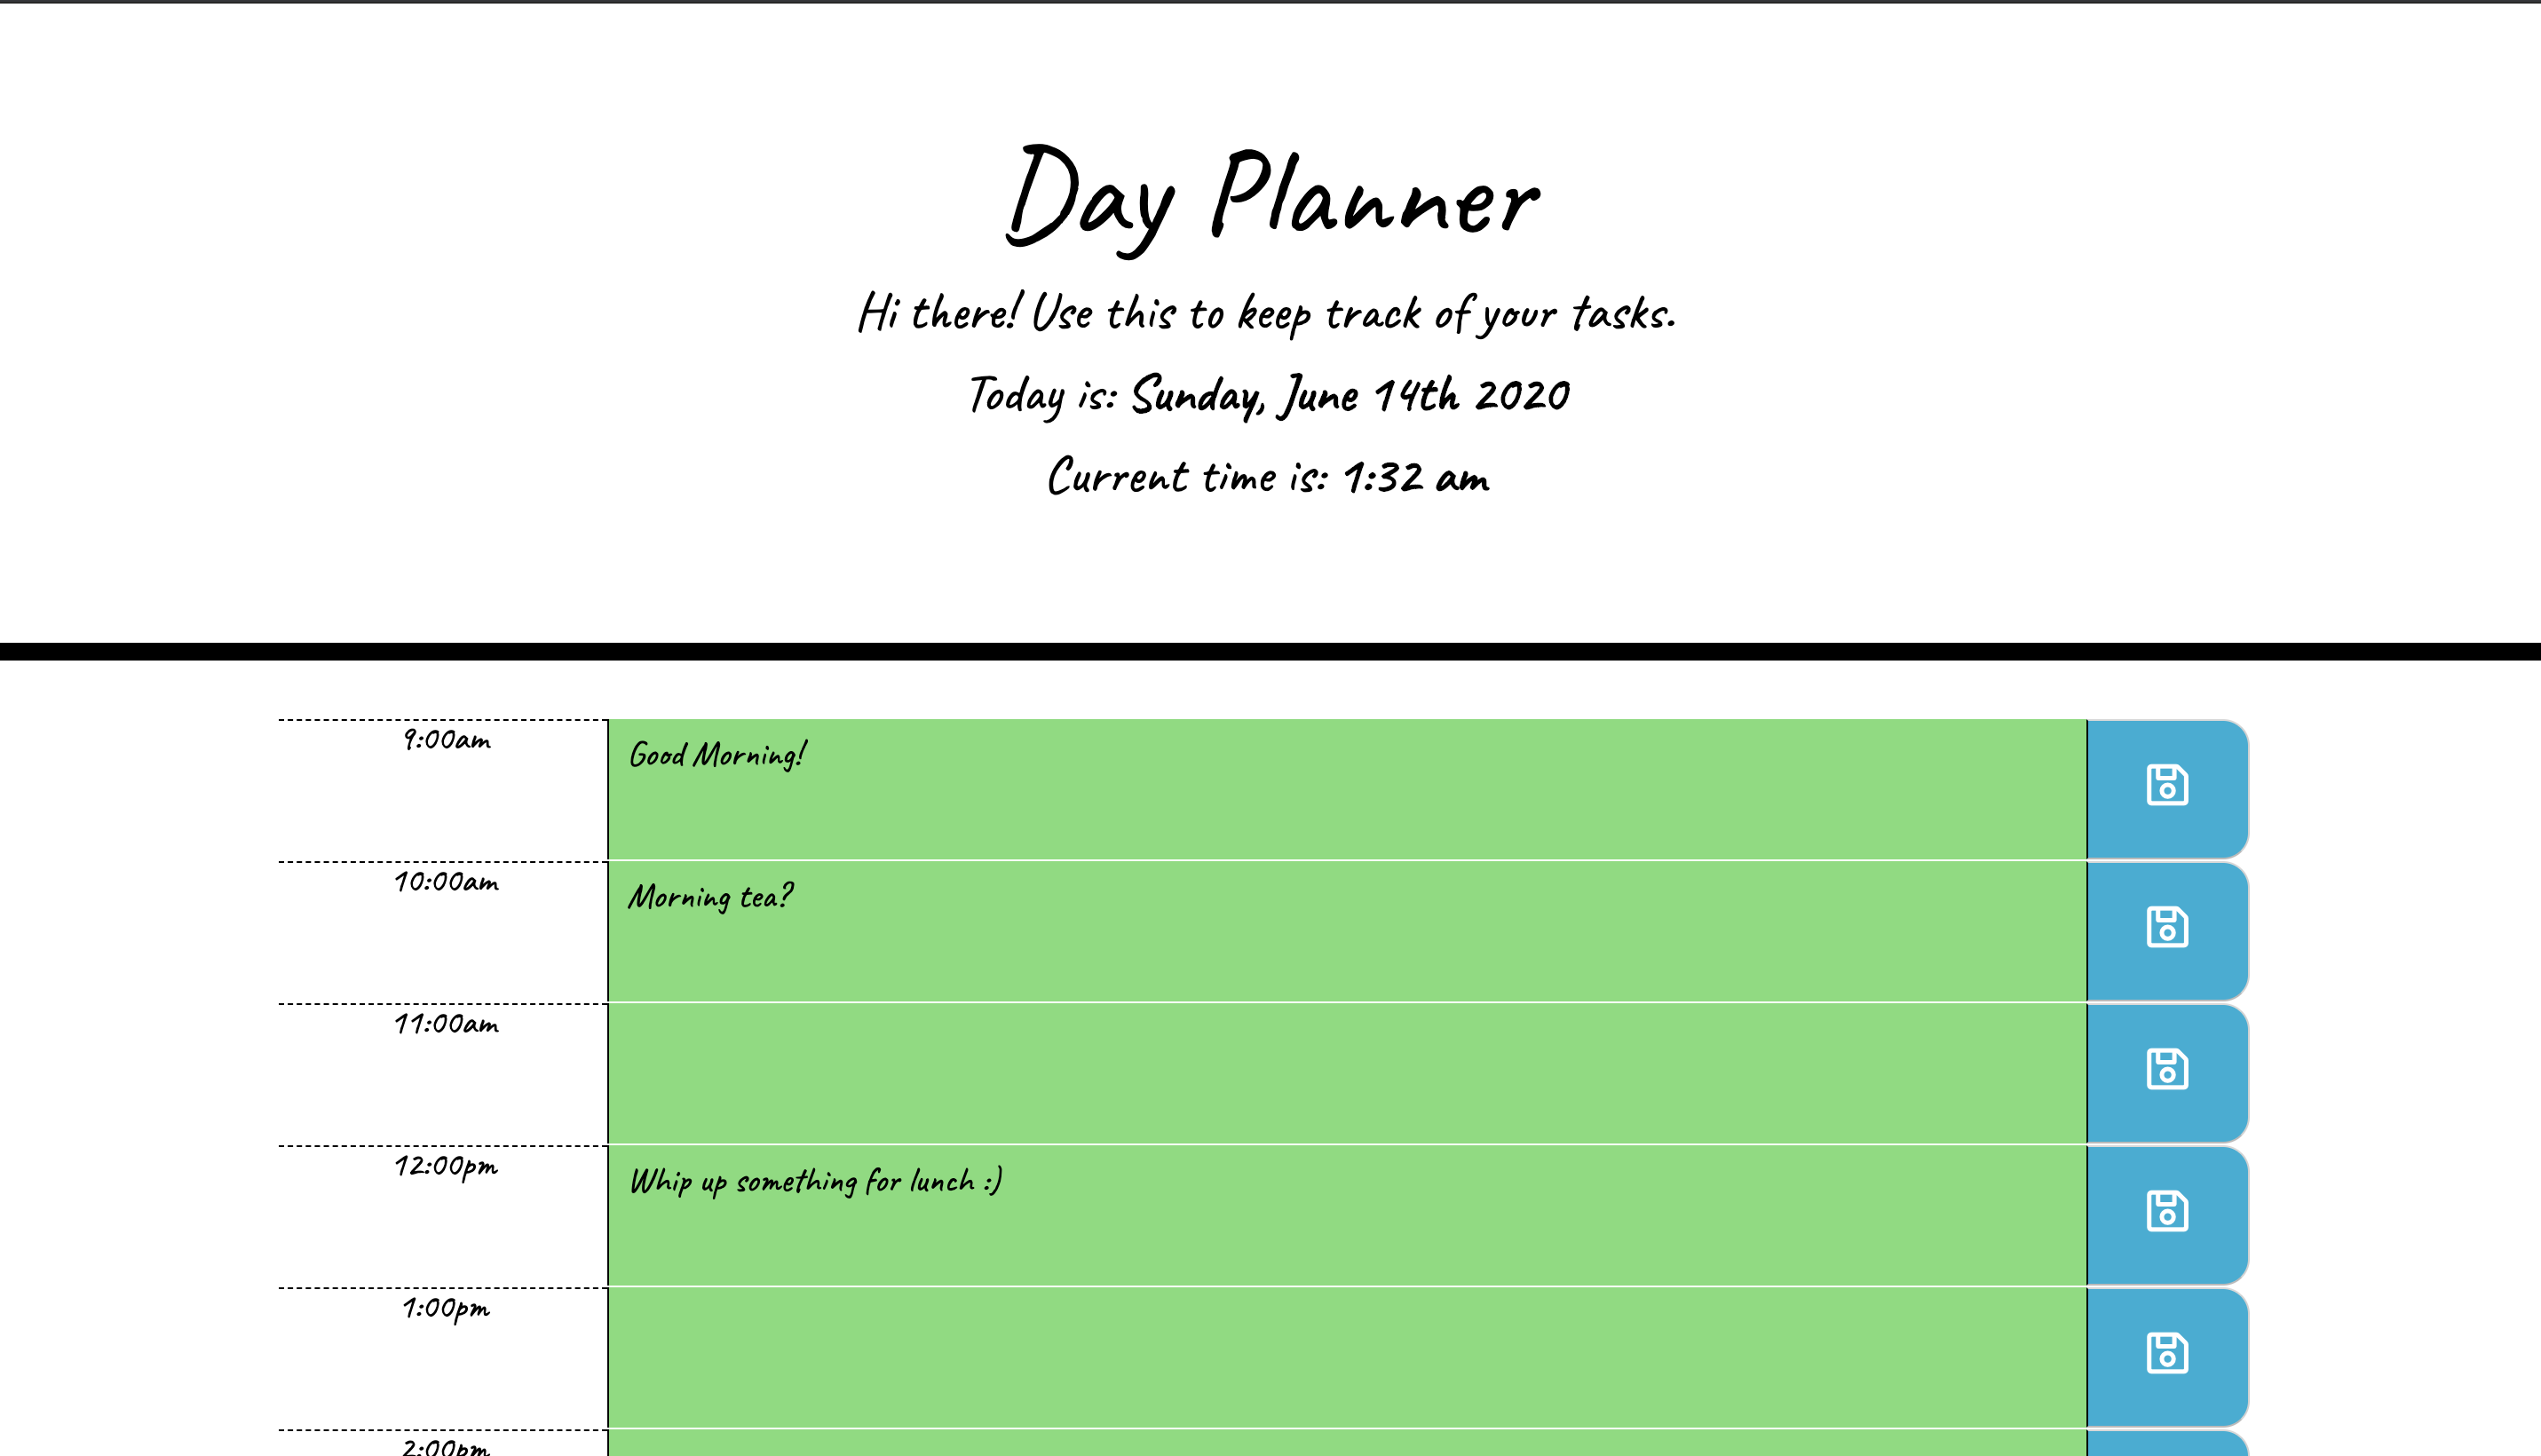 Day Planner
Hi there! Use this to keep track of your tasks.
Today is: Sunday, June 14th 2020
Current time is: 1:32 am
9:00am
Good Morning!
10:00am
Morning tea?
11:00am
12:00pm
Whip up something for lunch :)
1:00pm
2:00pm